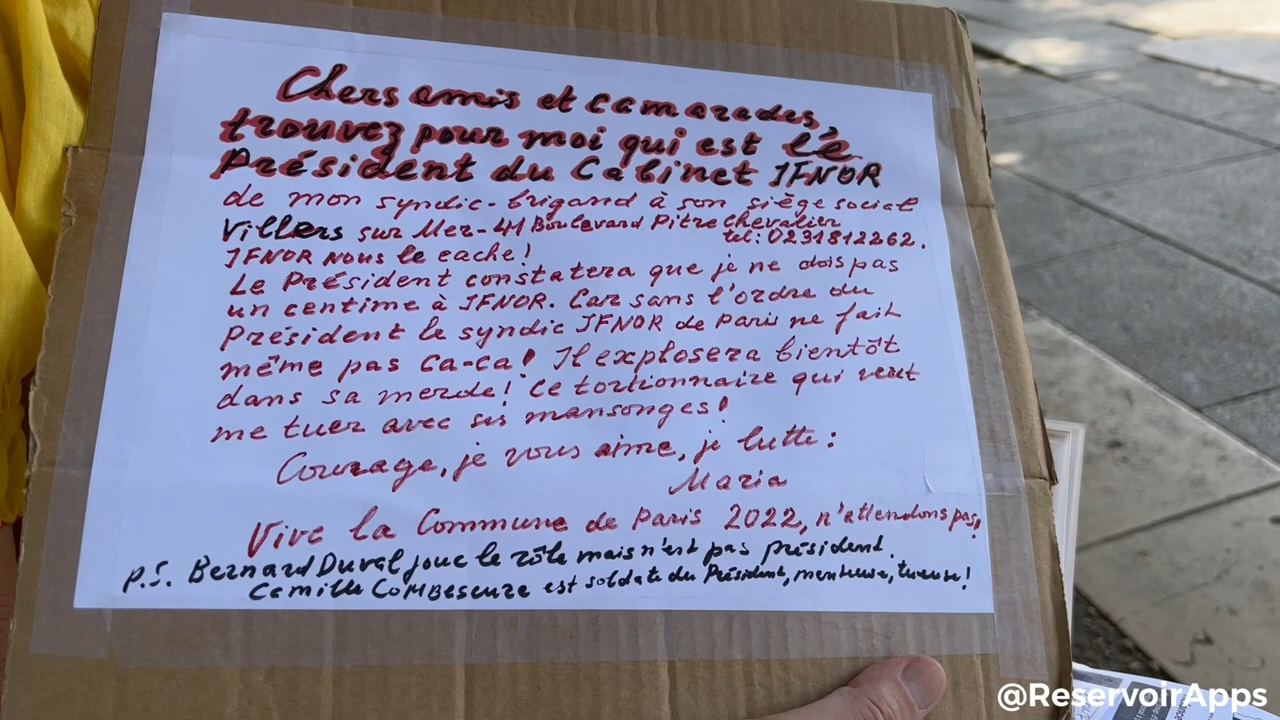 Chers amis et camarades,
trouvez pour moi qui est le
Président du Cabinet IFNOR
de mon syndic-brigand à son siège social
Villers sur Mer-41 Boulevard Pitre Chevalier
tél: 0231812262.
IFNOR nous le cache!
Le Président constatera que je ne dois pas
un centime à IFNOR. Car sans l'ordre du
Président le syndic IFNOR de Paris ne fait
même pas ca-ca! Il explosera bientôt
dans sa merde! Ce tortionnaire qui veut
me tuer avec ses mansonges!
Courage, je vous aime, je lutte:
Maria
Vive la Commune de Paris 2022, n'attendons pas!
P.S. Bernard Duval joue le rôle mais n'est pas président.
Camille COMBESCURE est soldate du Président, menteuse, tueuse!
@ReservoirApps